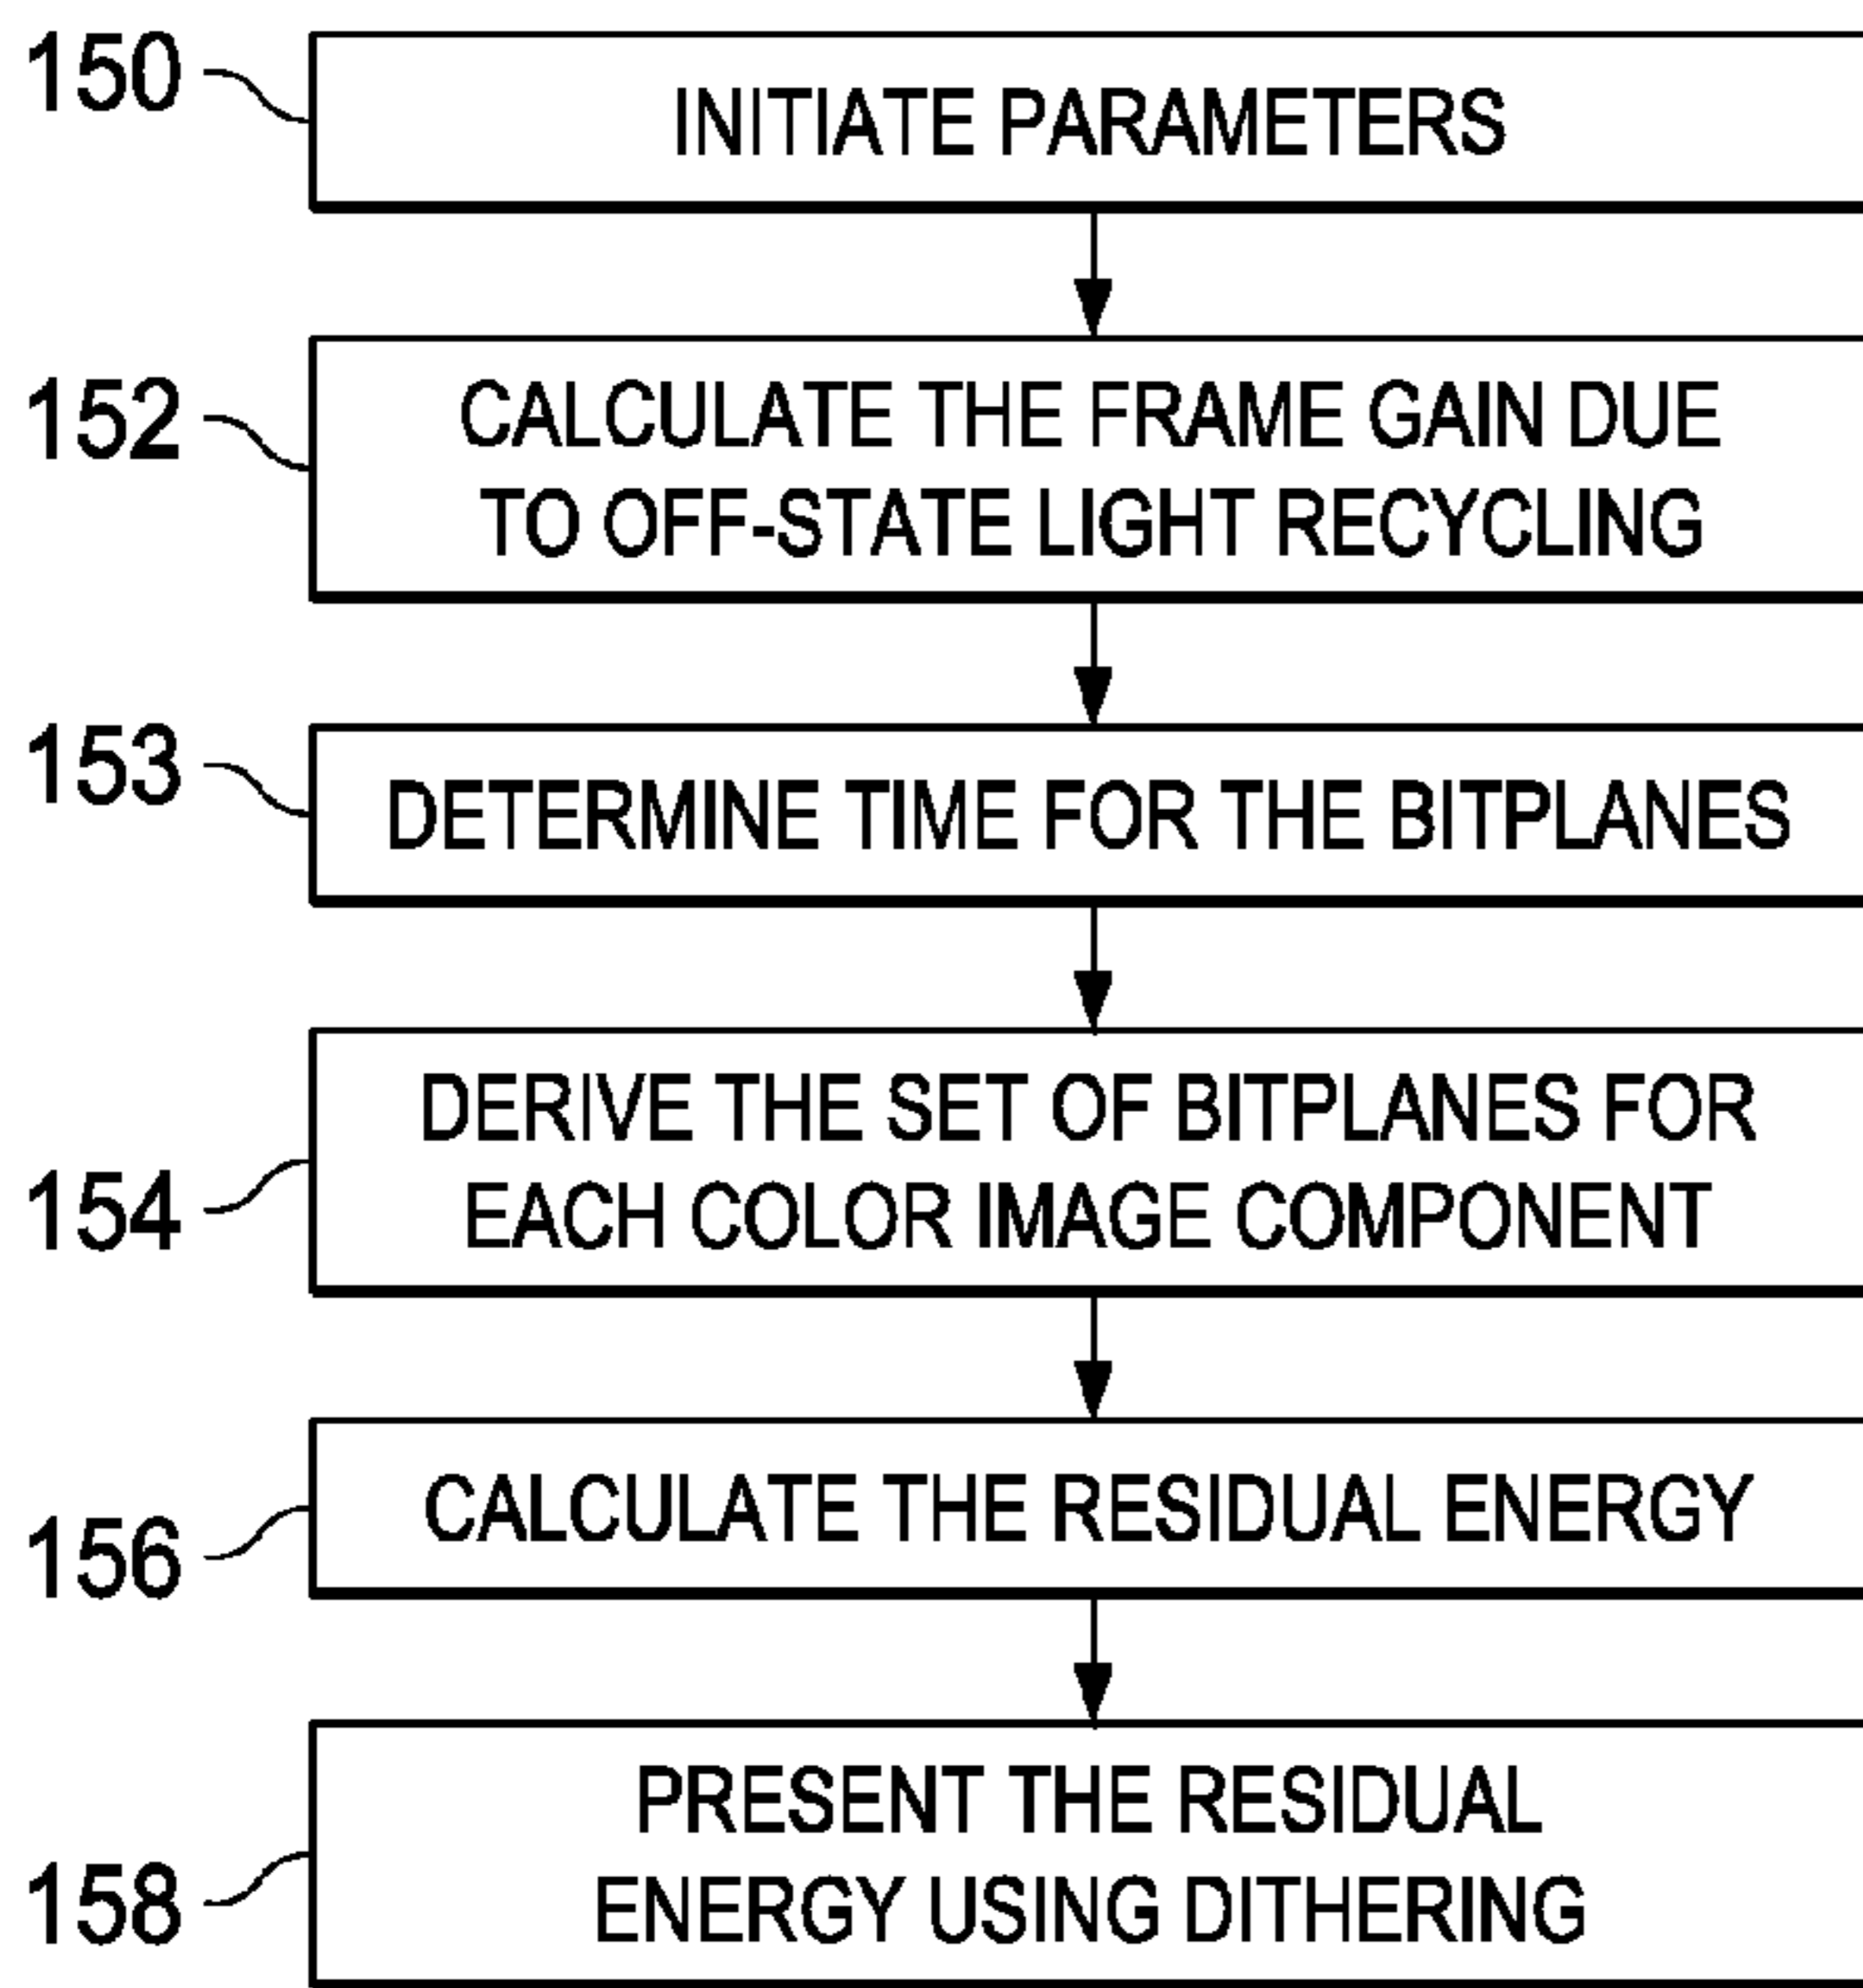 150
INITIATE PARAMETERS
152
CALCULATE THE FRAME GAIN DUE
TO OFF-STATE LIGHT RECYCLING
153
DETERMINE TIME FOR THE BITPLANES
154
DERIVE THE SET OF BITPLANES FOR
EACH COLOR IMAGE COMPONENT
156
CALCULATE THE RESIDUAL ENERGY
158
PRESENT THE RESIDUAL
ENERGY USING DITHERING